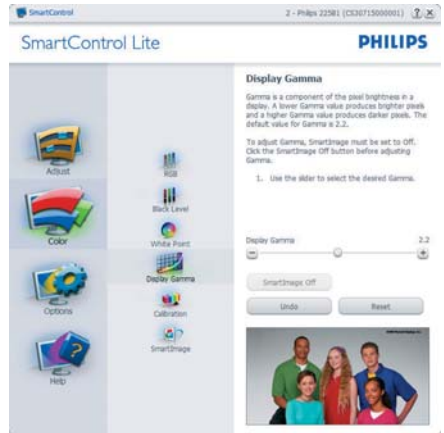 SmartControl
2 - Philips 225B1 (CS30715000001)
SmartControl Lite
PHILIPS
Display Gamma
Gamma is a component of the pixel brightness in a
display. A lower Gamma value produces brighter pixels
and a higher Gamma value produces darker pixels. The
default value for Gamma is 2.2.
To adjust Gamma, SmartImage must be set to Off.
Click the SmartImage Off button before adjusting
Gamma.
1. Use the slider to select the desired Gamma.
Adjust
Color
Options
Help
RGB
Black Level
White Point
Display Gamma
Calibration
SmartImage
Display Gamma
2.2
SmartImage Off
Undo
Reset